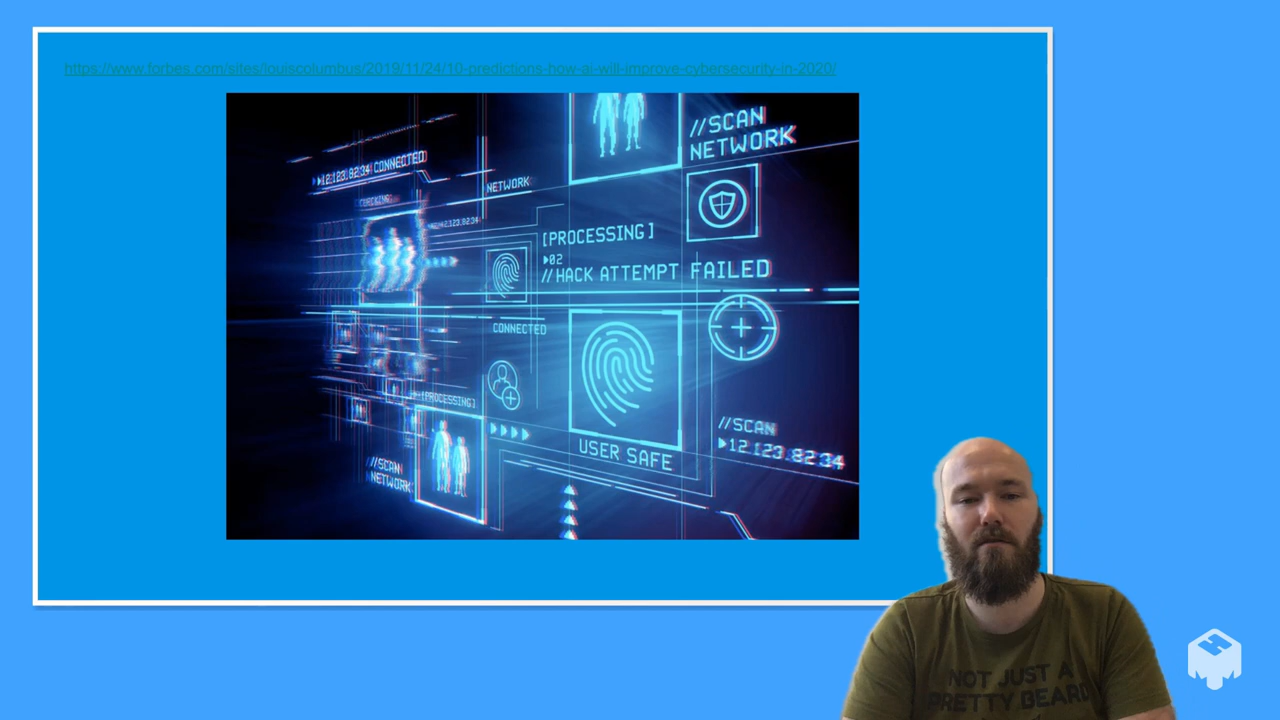 https://www.forbes.com/sites/louiscolumbus/2019/11/24/10-predictions-how-ai-will-improve-cybersecurity-in-2020/
//SCAN
NETWORK
12.123.82.34 CONNECTED
NETWORK
[PROCESSING]
02
//HACK ATTEMPT FAILED
CONNECTED
[PROCESSING]
USER SAFE
//SCAN
12.123.82.34
//SCAN
NETWORK
NOT JUST A
PRETTY BEARD